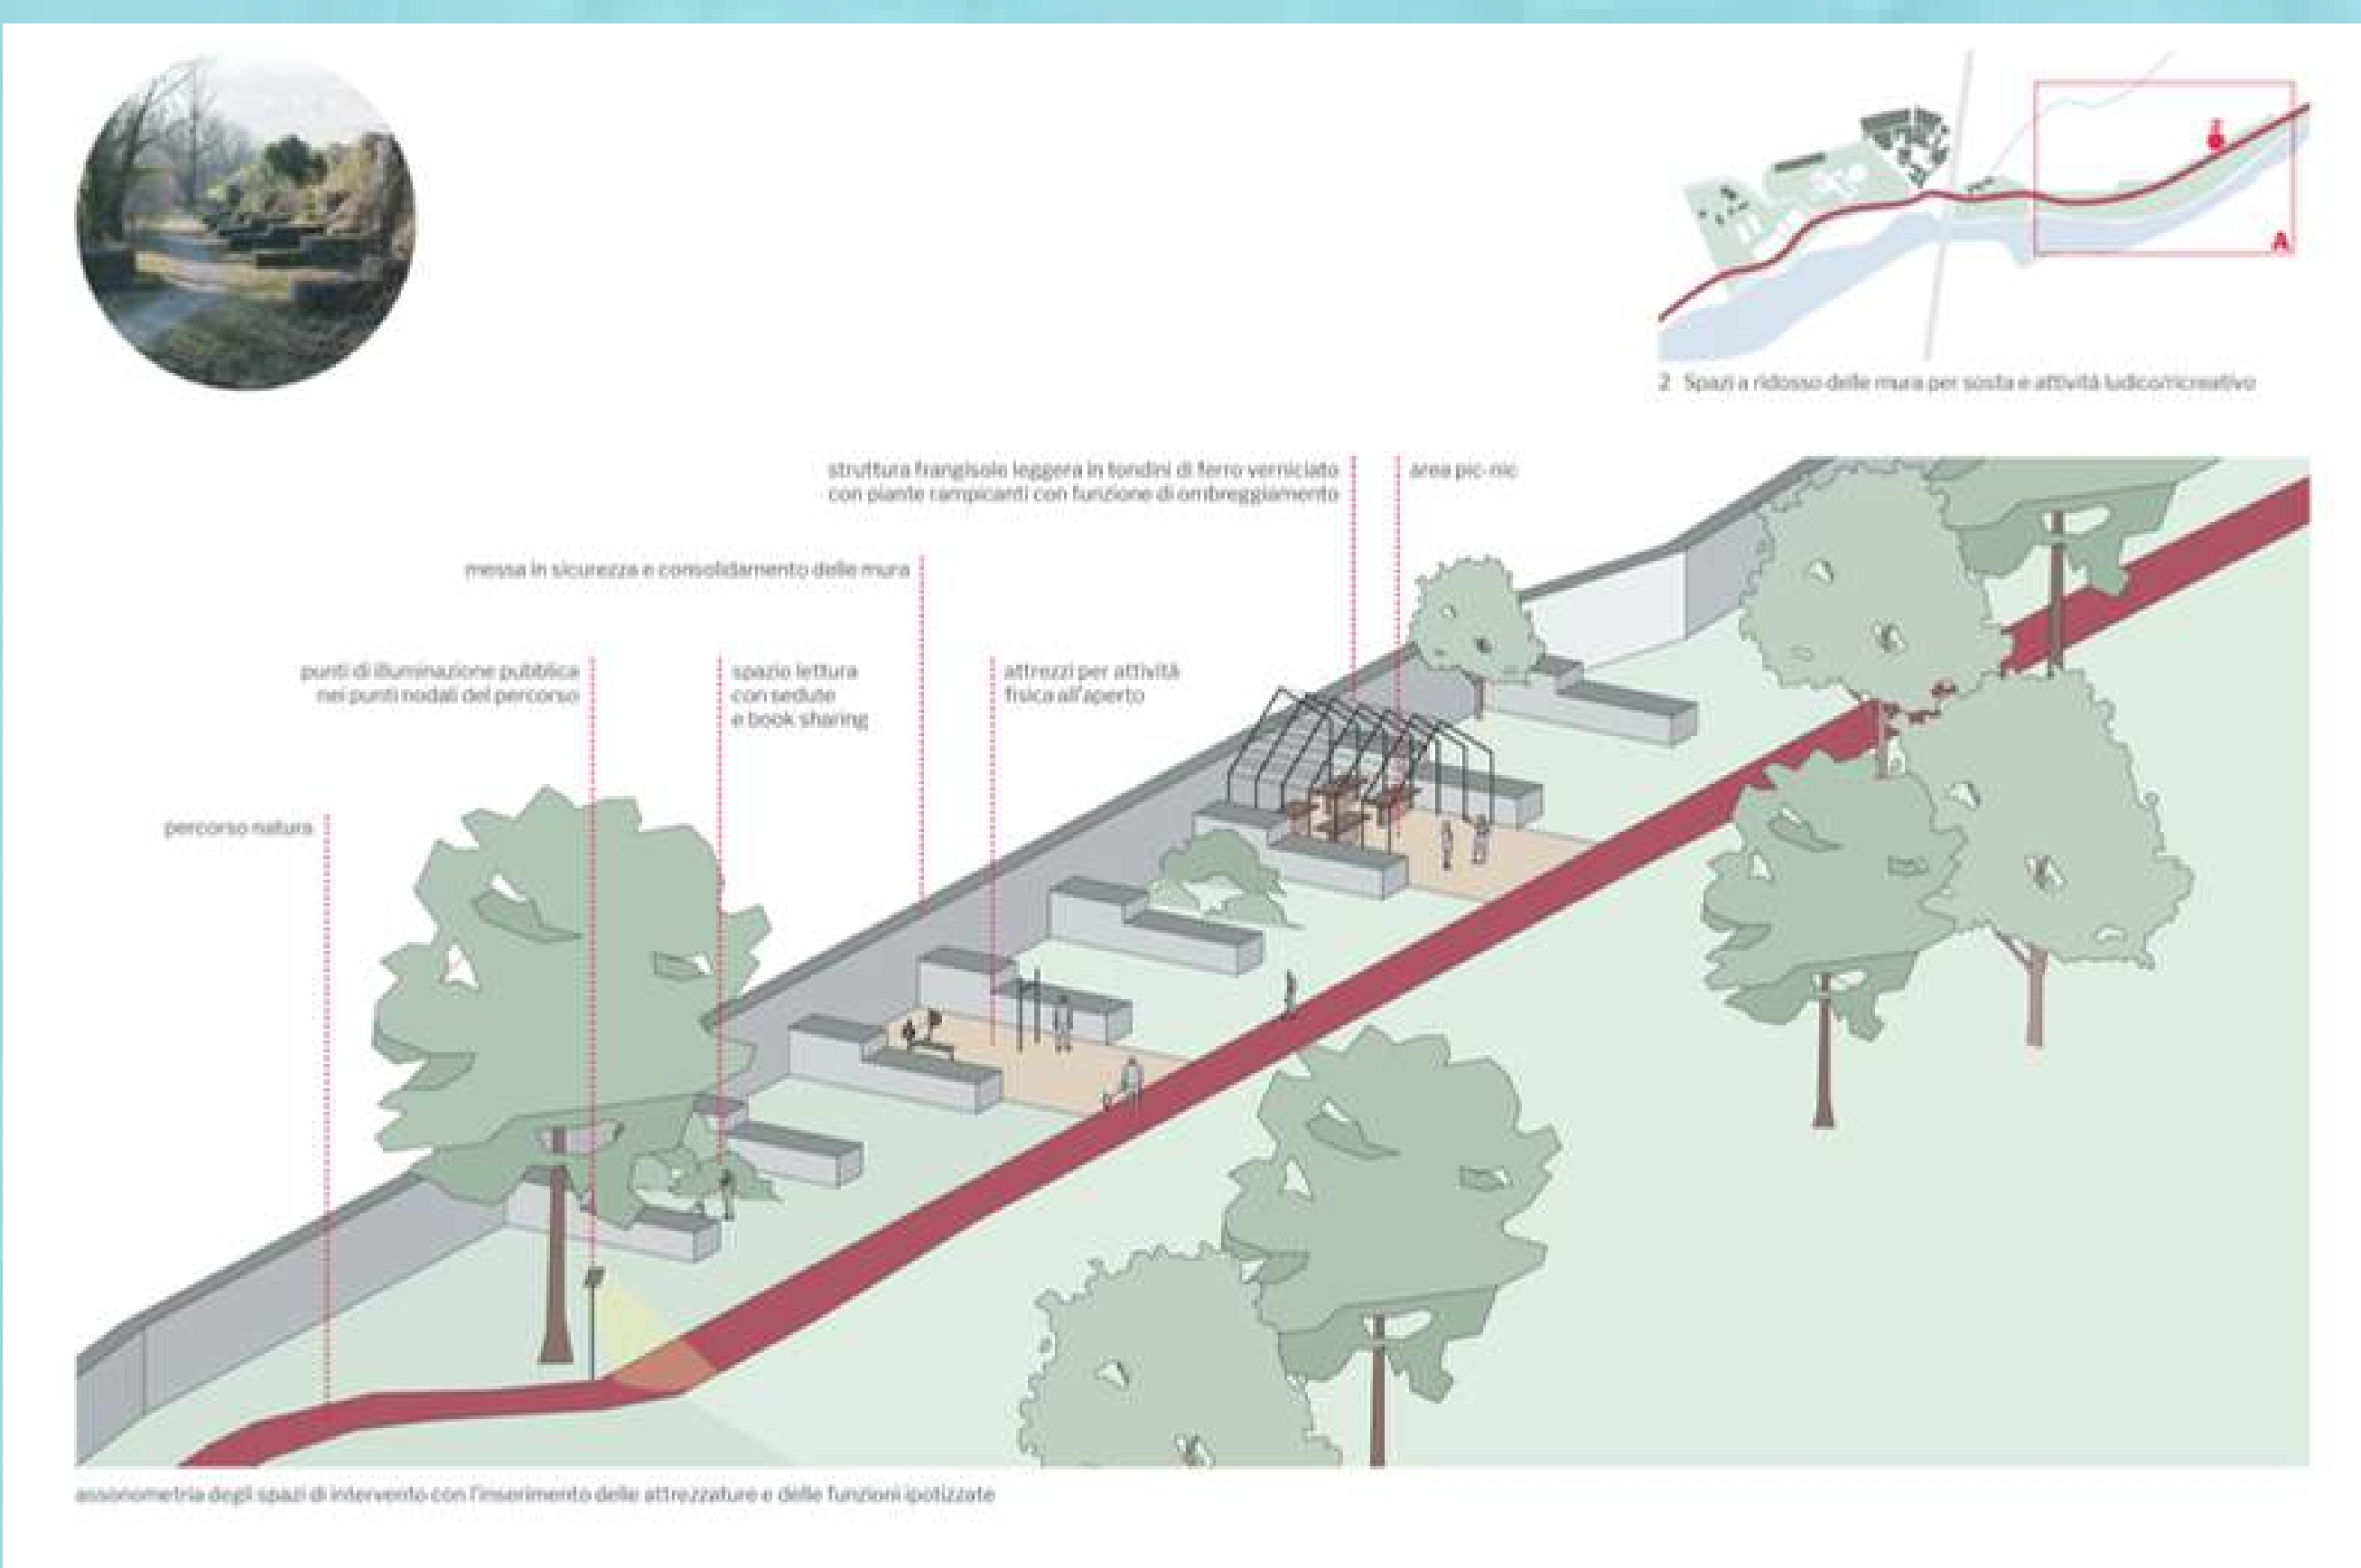 A
2 Spazi a ridosso delle mura per sosta e attività ludico/ricreativo
struttura frangisole leggera in tondini di ferro verniciato
con piante rampicanti con funzione di ombreggiamento
area pic-nic
messa in sicurezza e consolidamento delle mura
punti di illuminazione pubblica
nei punti nodali del percorso
spazio lettura
con sedute
e book sharing
attrezzi per attività
fisica all'aperto
percorso natura
assonometria degli spazi di intervento con l'inserimento delle attrezzature e delle funzioni ipotizzate